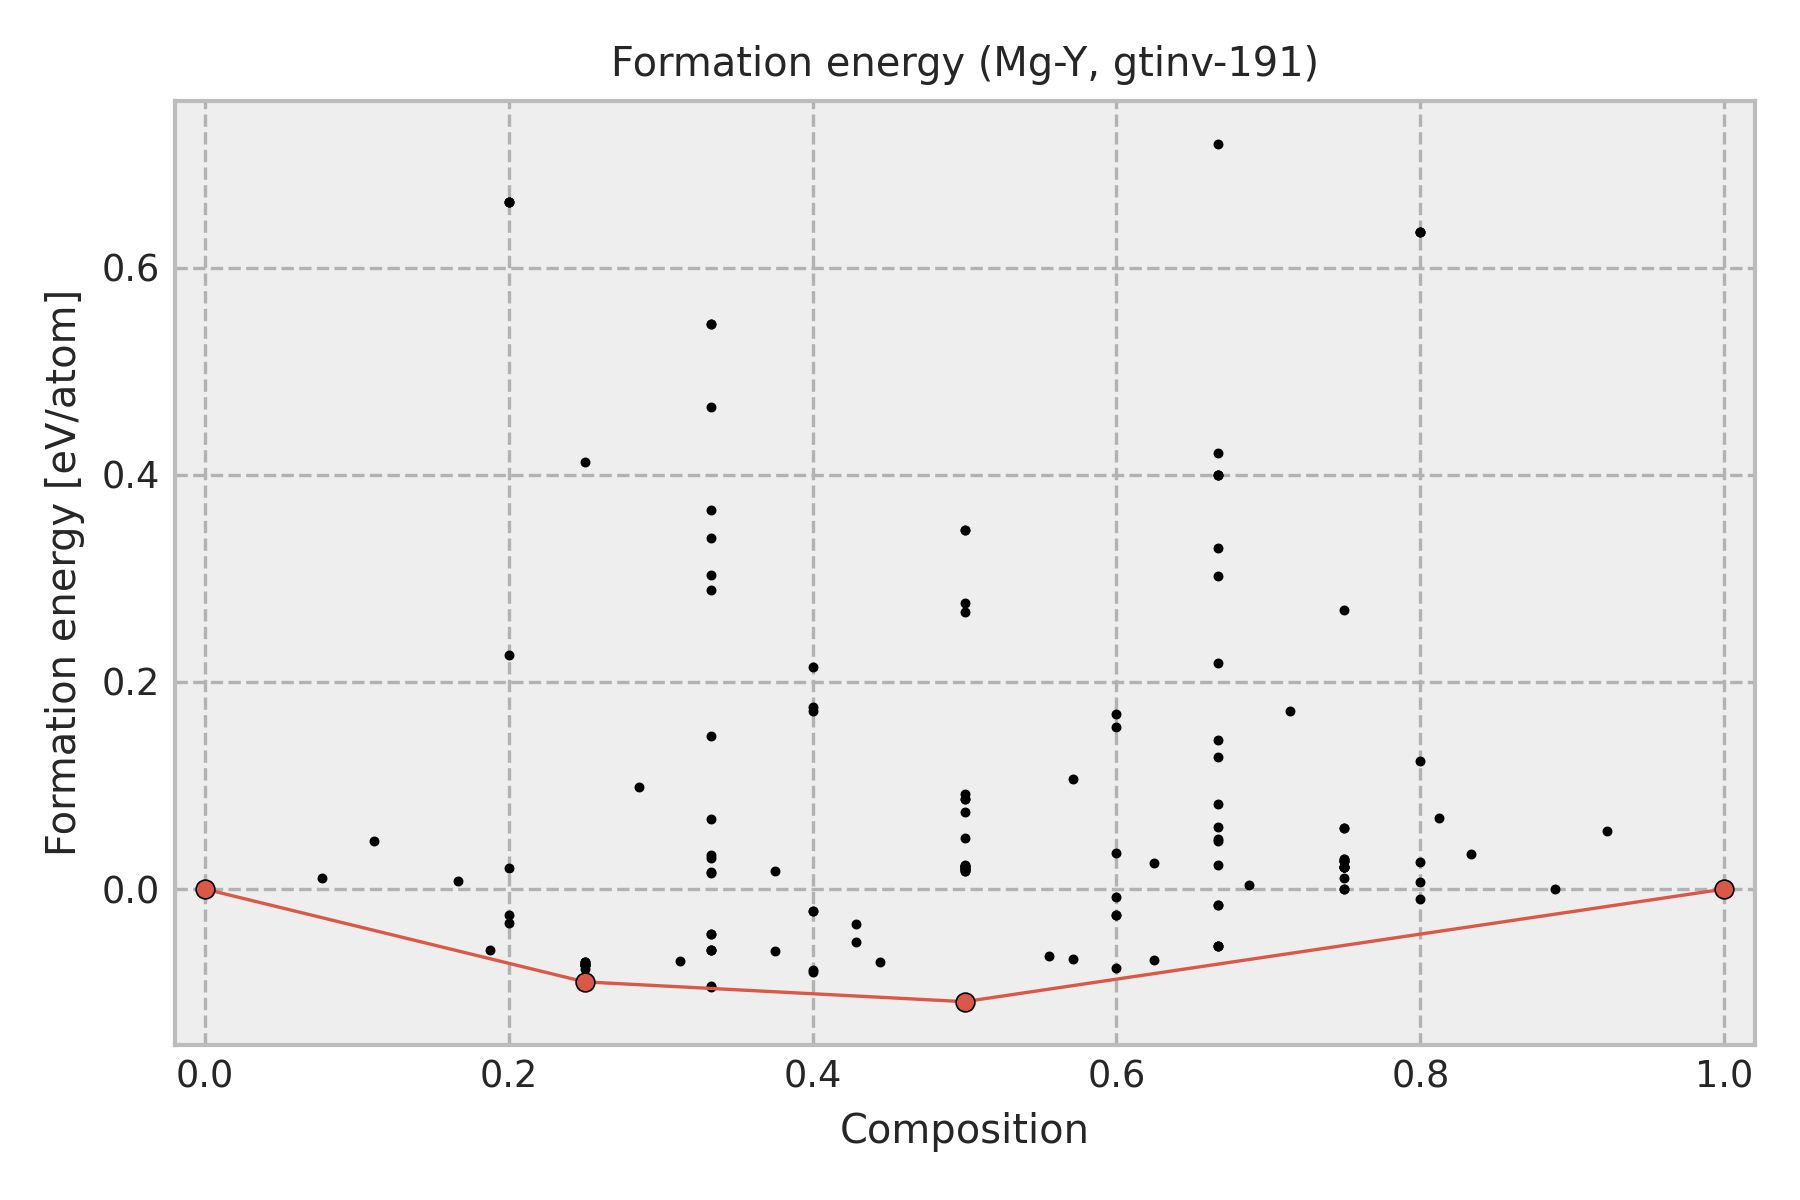 Formation energy (Mg-Y, gtinv-191)
Formation energy [eV/atom]
0.6
0.4
0.2
0.0
0.0 0.2 0.4 0.6 0.8 1.0
Composition